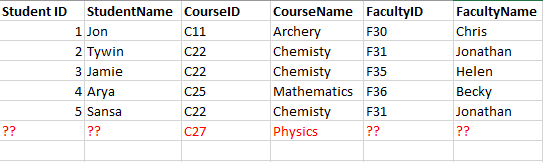 Student ID StudentName CourseID CourseName FacultyID FacultyName
1 Jon C11 Archery F30 Chris
2 Tywin C22 Chemisty F31 Jonathan
3 Jamie C22 Chemisty F35 Helen
4 Arya C25 Mathematics F36 Becky
5 Sansa C22 Chemisty F31 Jonathan
?? ?? C27 Physics ?? ??